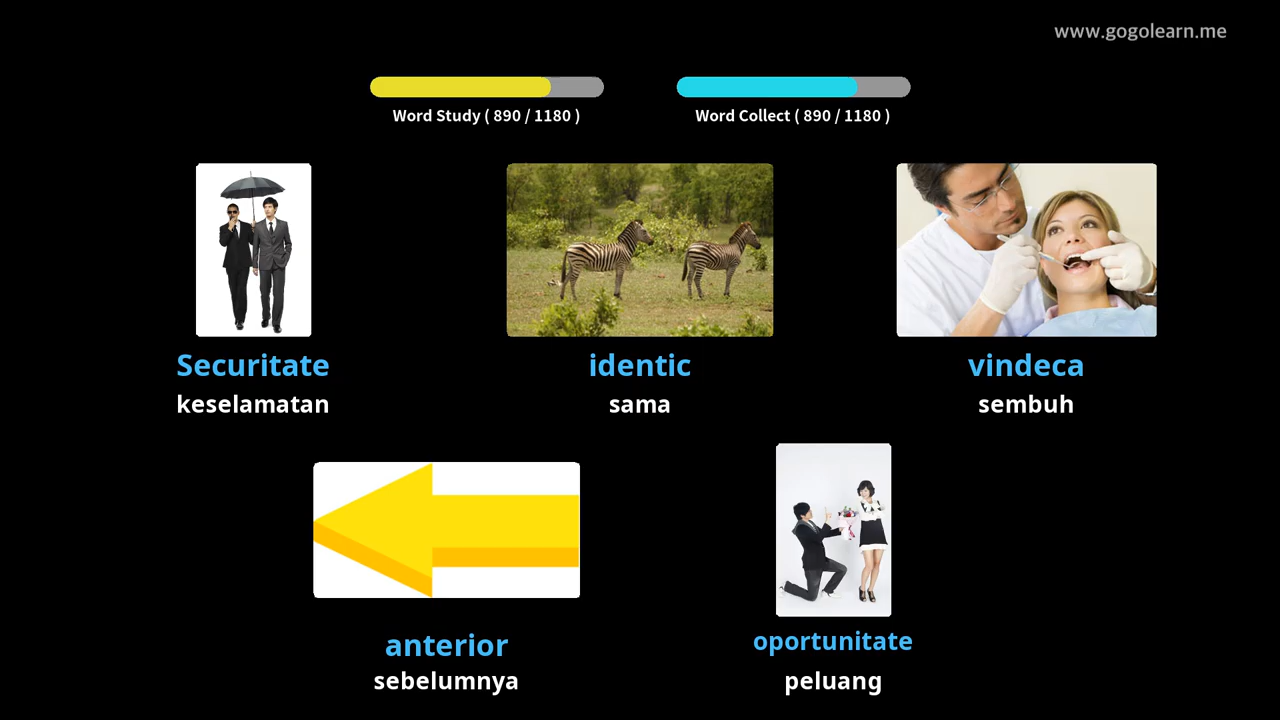 www.gogolearn.me
Word Study ( 890 / 1180 )
Word Collect ( 890 / 1180 )
Securitate
keselamatan
identic
sama
vindeca
sembuh
anterior
sebelumnya
oportunitate
peluang